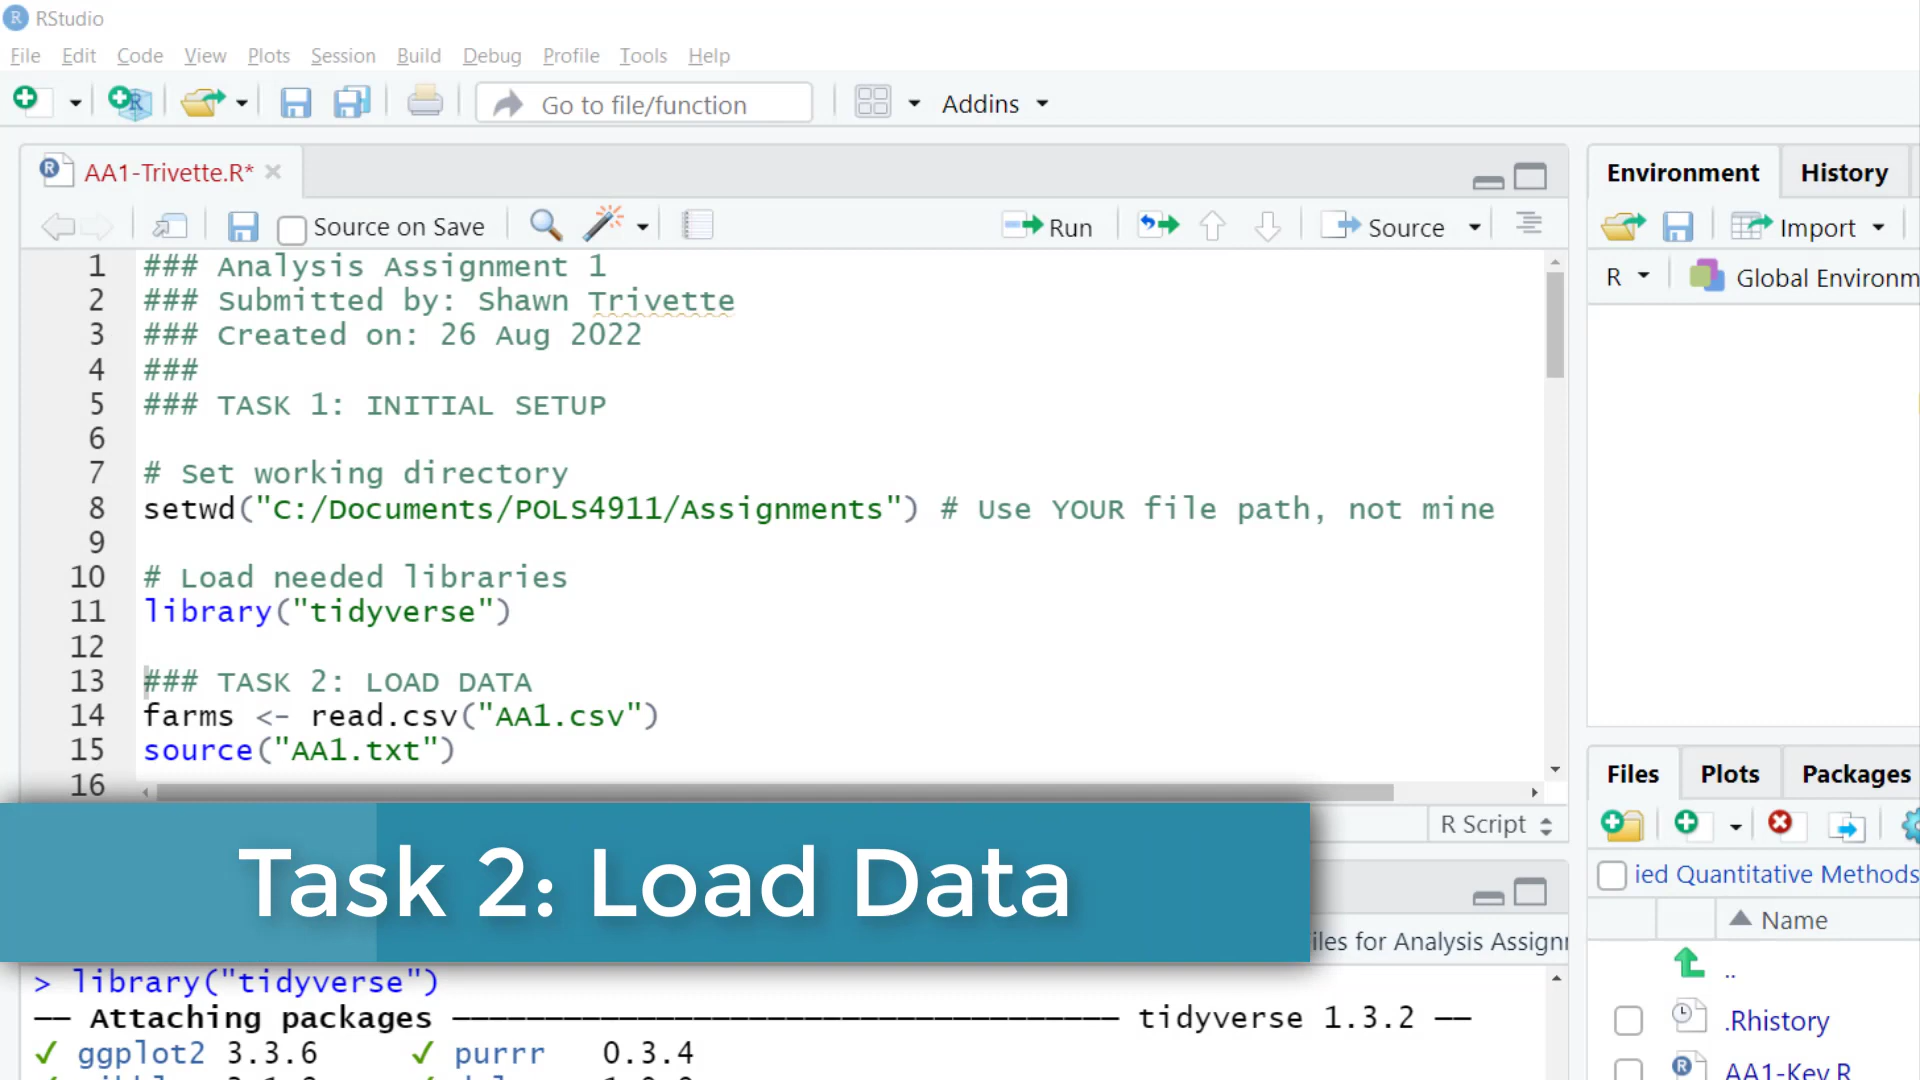 RStudio
File Edit Code View Plots Session Build Debug Profile Tools Help
Go to file/function Addins
AA1-Trivette.R*
Source on Save Run Source
1 ### Analysis Assignment 1
2 ### Submitted by: Shawn Trivette
3 ### Created on: 26 Aug 2022
4 ###
5 ### TASK 1: INITIAL SETUP
6
7 # Set working directory
8 setwd("C:/Documents/POLS4911/Assignments") # Use YOUR file path, not mine
9
10 # Load needed libraries
11 library("tidyverse")
12
13 ### TASK 2: LOAD DATA
14 farms <- read.csv("AA1.csv")
15 source("AA1.txt")
16
R Script
Task 2: Load Data
iles for Analysis Assign
> library("tidyverse")
── Attaching packages ──────────────────────────────────── tidyverse 1.3.2 ──
✓ ggplot2 3.3.6 ✓ purrr 0.3.4
Environment History
Import
R Global Environm
Files Plots Packages
ied Quantitative Methods
Name
..
.Rhistory
AA1-Key.R